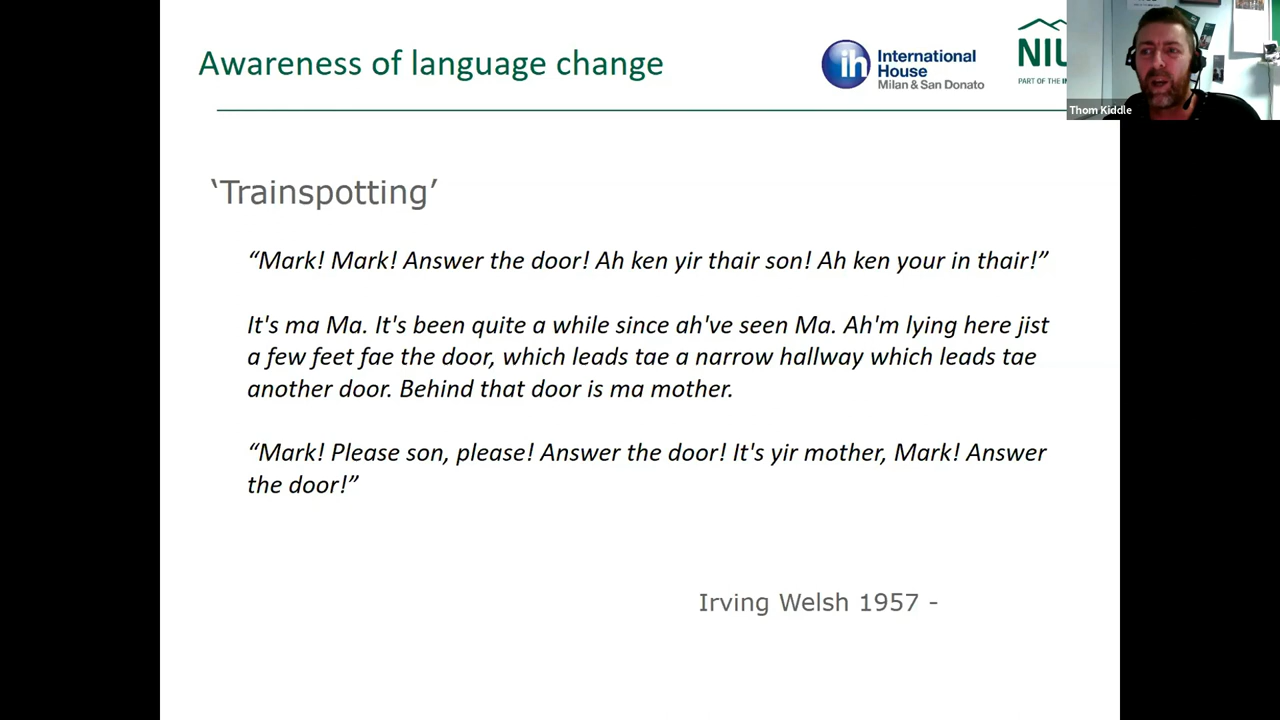 Awareness of language change
ih
International
House
Milan & San Donato
PART OF THE
Thom Kiddle
‘Trainspotting’
“Mark! Mark! Answer the door! Ah ken yir thair son! Ah ken your in thair!”
It's ma Ma. It's been quite a while since ah've seen Ma. Ah'm lying here jist
a few feet fae the door, which leads tae a narrow hallway which leads tae
another door. Behind that door is ma mother.
“Mark! Please son, please! Answer the door! It's yir mother, Mark! Answer
the door!”
Irving Welsh 1957 -